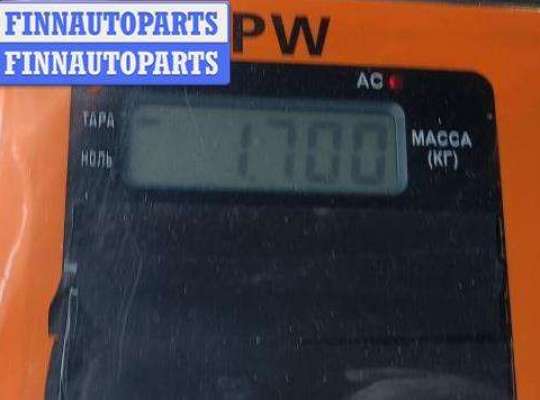 FINNAUTOPARTS
FINNAUTOPARTS
PW
AC
ТАРА
1.700
НОЛЬ
МАССА
(КГ)